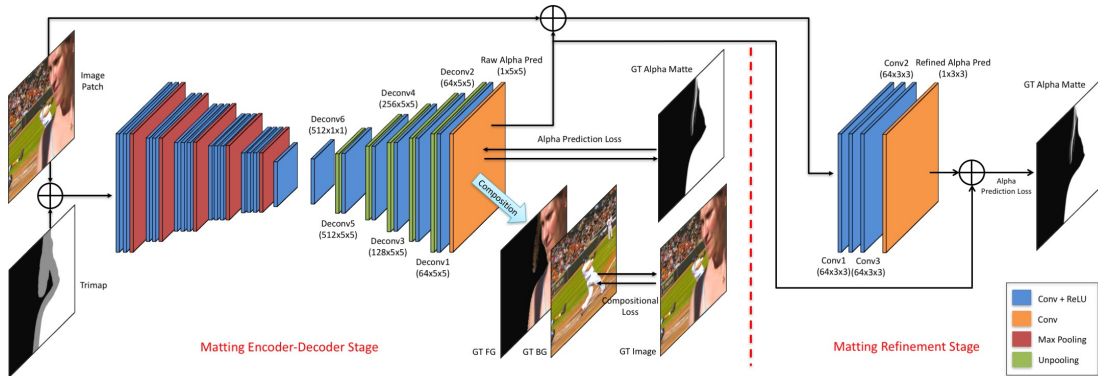 Image
Patch
Trimap
Matting Encoder-Decoder Stage
Deconv6
(512x1x1)
Deconv5
(512x5x5)
Deconv4
(256x5x5)
Deconv3
(128x5x5)
Deconv2
(64x5x5)
Deconv1
(64x5x5)
Raw Alpha Pred
(1x5x5)
Alpha Prediction Loss
GT Alpha Matte
Composition
Compositional
Loss
GT FG
GT BG
GT Image
Conv2
(64x3x3)
Refined Alpha Pred
(1x3x3)
Conv1
(64x3x3)
Conv3
(64x3x3)
Alpha
Prediction Loss
GT Alpha Matte
Matting Refinement Stage
Conv + ReLU
Conv
Max Pooling
Unpooling